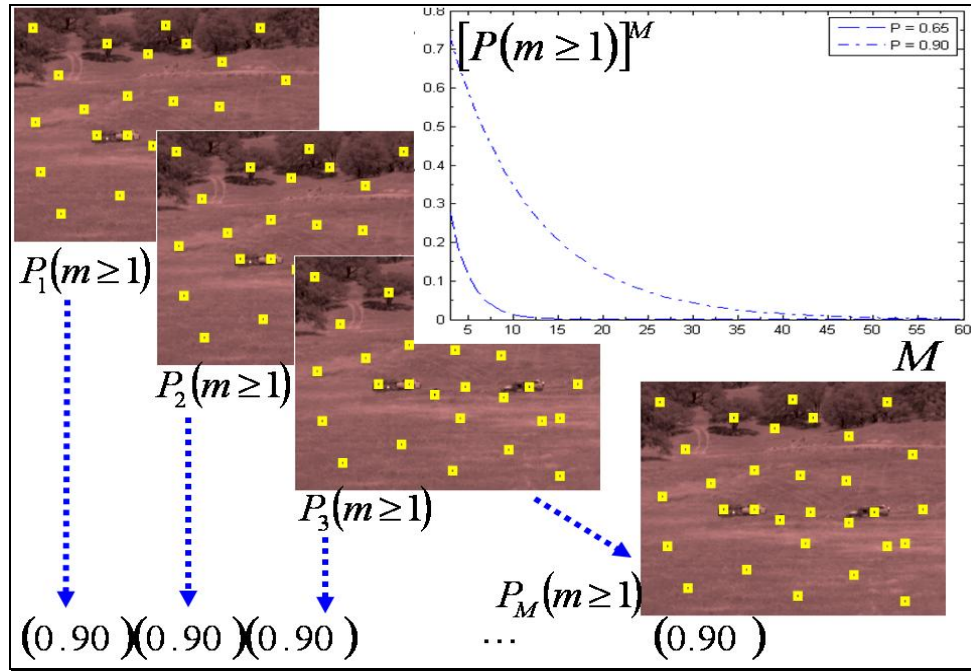 [P(m ≥ 1)]^M
P = 0.65
P = 0.90
0.8
0.7
0.6
0.5
0.4
0.3
0.2
0.1
0
5 10 15 20 25 30 35 40 45 50 55 60
M
P₁(m ≥ 1)
P₂(m ≥ 1)
P₃(m ≥ 1)
P_M(m ≥ 1)
(0.90)(0.90)(0.90) ... (0.90)